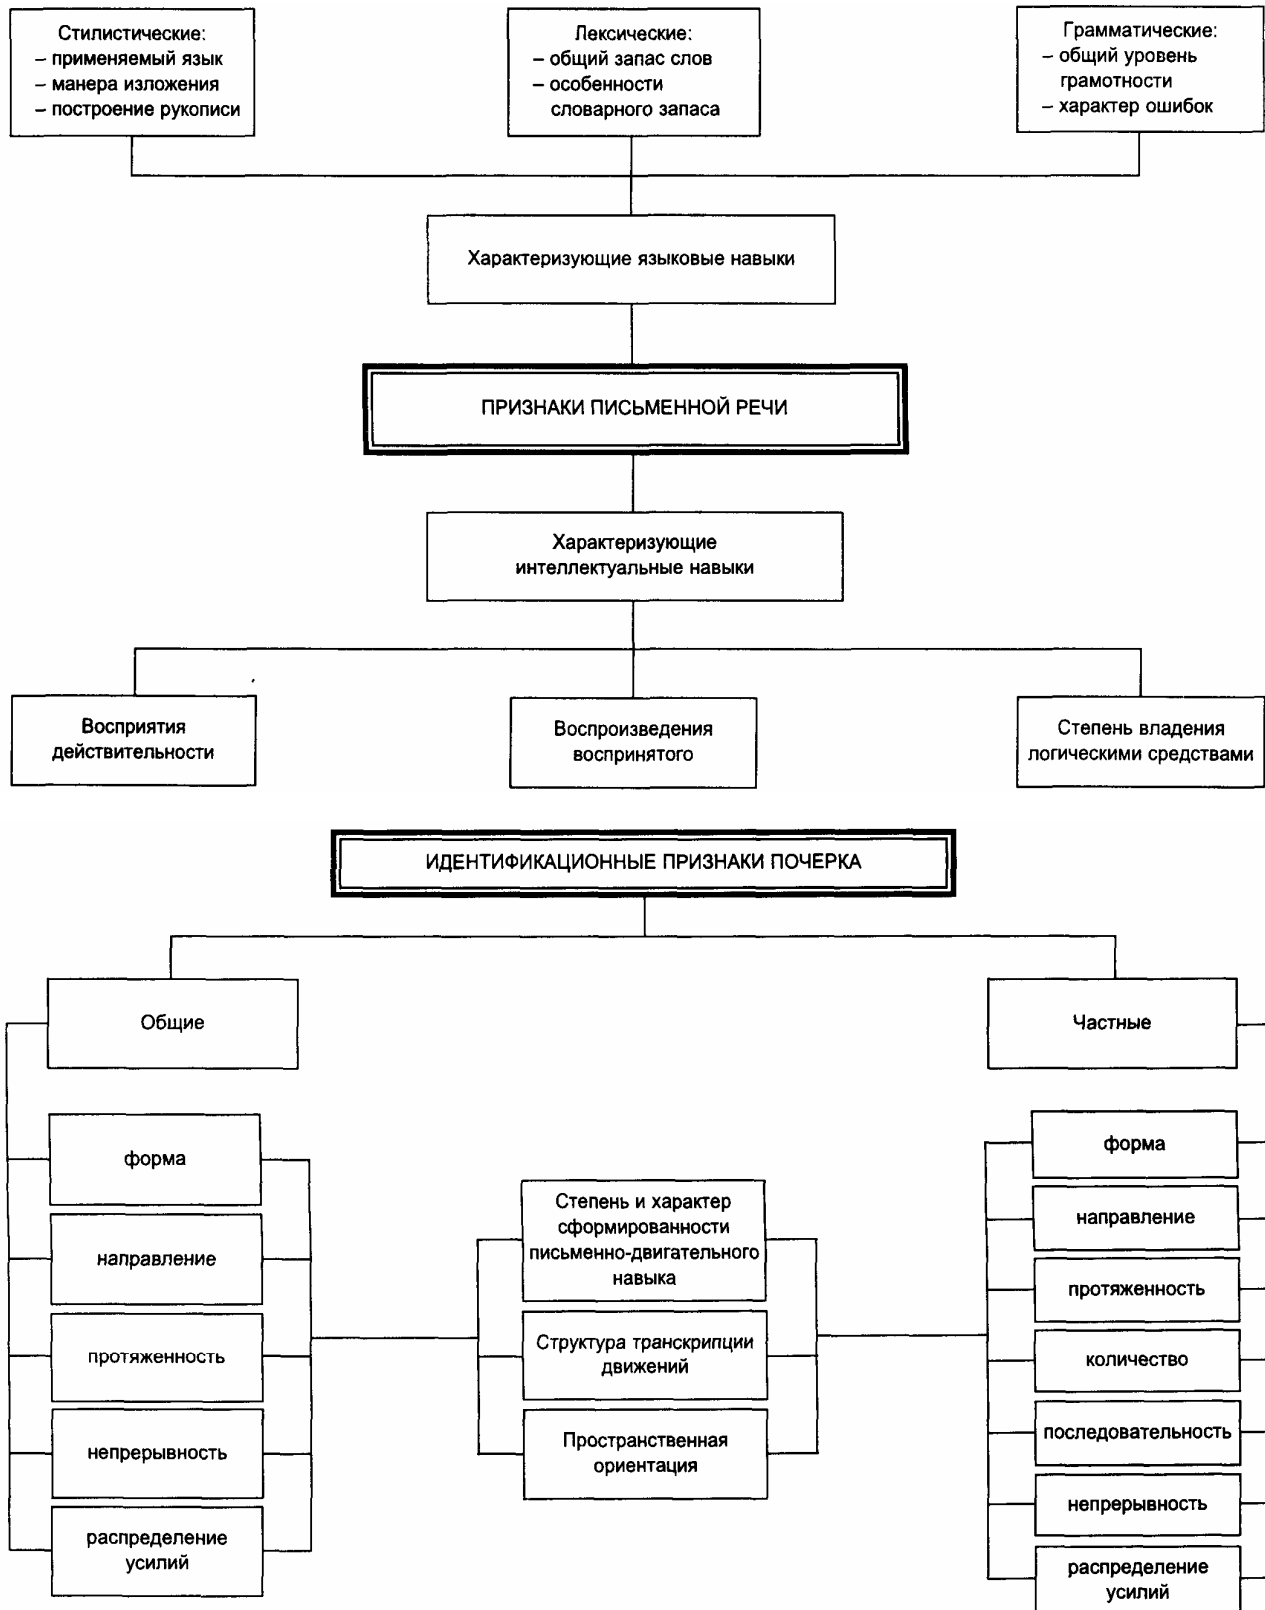 Стилистические:
– применяемый язык
– манера изложения
– построение рукописи
Лексические:
– общий запас слов
– особенности
словарного запаса
Грамматические:
– общий уровень
грамотности
– характер ошибок
Характеризующие языковые навыки
ПРИЗНАКИ ПИСЬМЕННОЙ РЕЧИ
Характеризующие
интеллектуальные навыки
Восприятия
действительности
Воспроизведения
воспринятого
Степень владения
логическими средствами
ИДЕНТИФИКАЦИОННЫЕ ПРИЗНАКИ ПОЧЕРКА
Общие
Частные
форма
направление
протяженность
непрерывность
распределение
усилий
Степень и характер
сформированности
письменно-двигательного
навыка
Структура транскрипции
движений
Пространственная
ориентация
форма
направление
протяженность
количество
последовательность
непрерывность
распределение
усилий